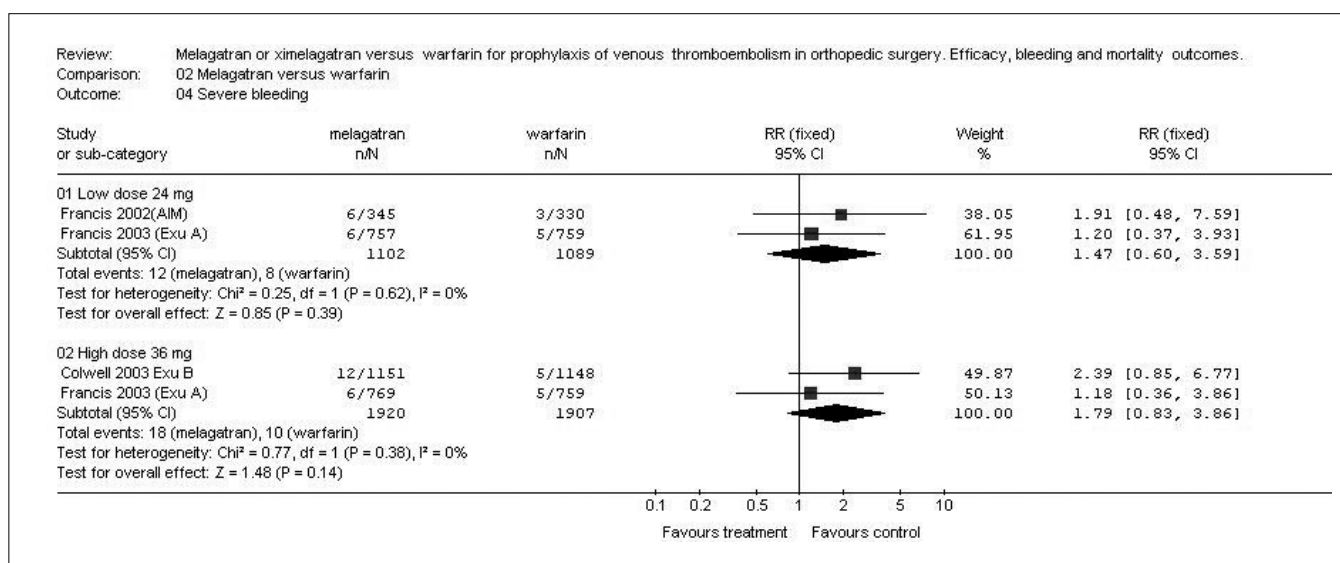 Review: Melagatran or ximelagatran versus warfarin for prophylaxis of venous thromboembolism in orthopedic surgery. Efficacy, bleeding and mortality outcomes.
Comparison: 02 Melagatran versus warfarin
Outcome: 04 Severe bleeding
Study melagatran warfarin RR (fixed) Weight RR (fixed)
or sub-category n/N n/N 95% CI % 95% CI
01 Low dose 24 mg
Francis 2002(AIM) 6/345 3/330 38.05 1.91 [0.48, 7.59]
Francis 2003 (Exu A) 6/757 5/759 61.95 1.20 [0.37, 3.93]
Subtotal (95% CI) 1102 1089 100.00 1.47 [0.60, 3.59]
Total events: 12 (melagatran), 8 (warfarin)
Test for heterogeneity: Chi² = 0.25, df = 1 (P = 0.62), I² = 0%
Test for overall effect: Z = 0.85 (P = 0.39)
02 High dose 36 mg
Colwell 2003 Exu B 12/1151 5/1148 49.87 2.39 [0.85, 6.77]
Francis 2003 (Exu A) 6/769 5/759 50.13 1.18 [0.36, 3.86]
Subtotal (95% CI) 1920 1907 100.00 1.79 [0.83, 3.86]
Total events: 18 (melagatran), 10 (warfarin)
Test for heterogeneity: Chi² = 0.77, df = 1 (P = 0.38), I² = 0%
Test for overall effect: Z = 1.48 (P = 0.14)
0.1 0.2 0.5 1 2 5 10
Favours treatment Favours control